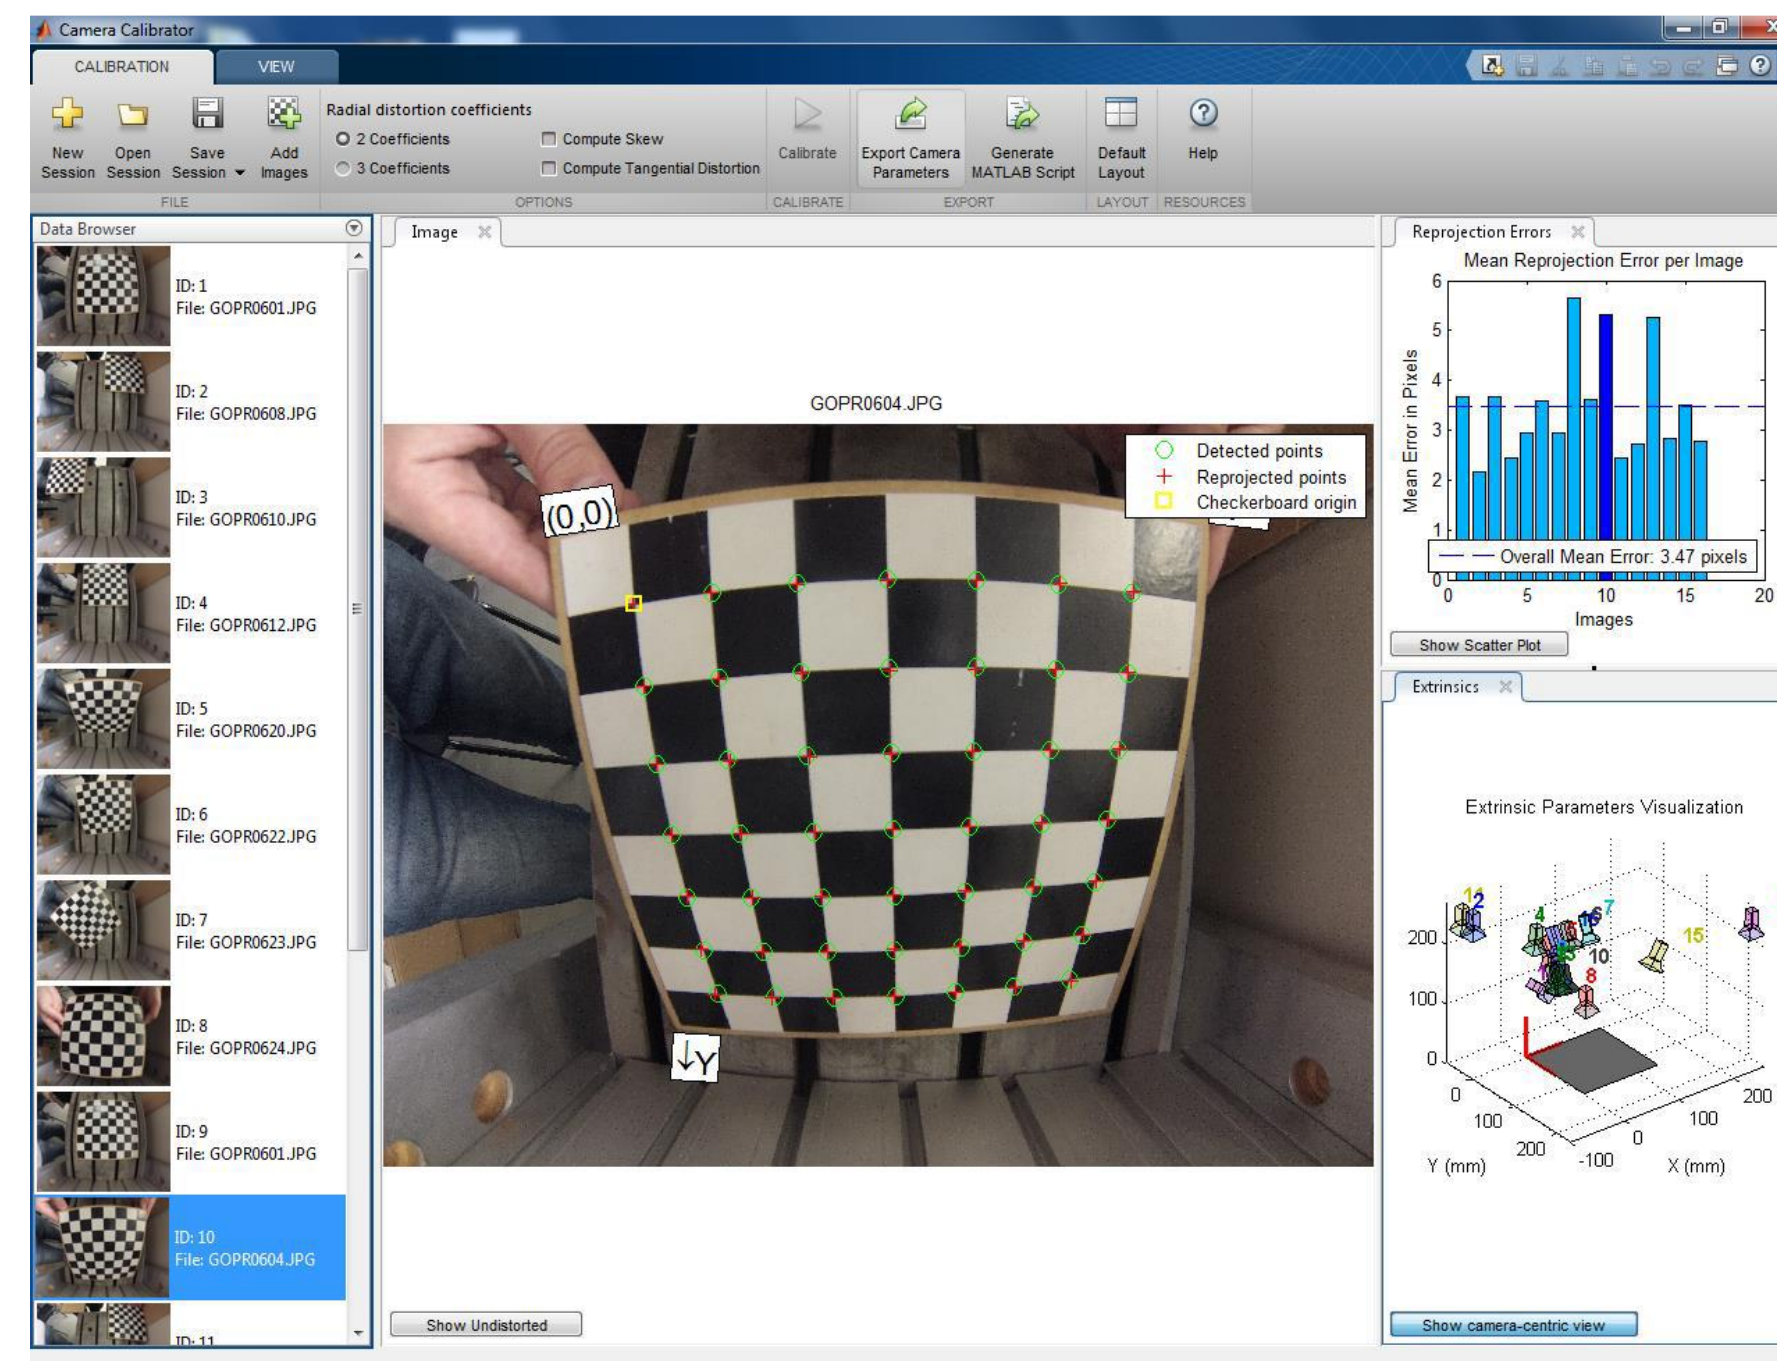 Camera Calibrator
CALIBRATION
VIEW
New Session
Open Session
Save Session
Add Images
FILE
Radial distortion coefficients
2 Coefficients
3 Coefficients
Compute Skew
Compute Tangential Distortion
OPTIONS
Calibrate
CALIBRATE
Export Camera Parameters
Generate MATLAB Script
EXPORT
Default Layout
LAYOUT
Help
RESOURCES
Data Browser
ID: 1
File: GOPR0601.JPG
ID: 2
File: GOPR0608.JPG
ID: 3
File: GOPR0610.JPG
ID: 4
File: GOPR0612.JPG
ID: 5
File: GOPR0620.JPG
ID: 6
File: GOPR0622.JPG
ID: 7
File: GOPR0623.JPG
ID: 8
File: GOPR0624.JPG
ID: 9
File: GOPR0601.JPG
ID: 10
File: GOPR0604.JPG
ID: 11
Image
GOPR0604.JPG
Detected points
Reprojected points
Checkerboard origin
(0,0)
↓Y
Show Undistorted
Reprojection Errors
Mean Reprojection Error per Image
Mean Error in Pixels
6
5
4
3
2
1
0
Overall Mean Error: 3.47 pixels
0 5 10 15 20
Images
Show Scatter Plot
Extrinsics
Extrinsic Parameters Visualization
2
4
7
15
10
8
200
100
0
0
100
200
Y (mm)
-100
0
100
200
X (mm)
Show camera-centric view